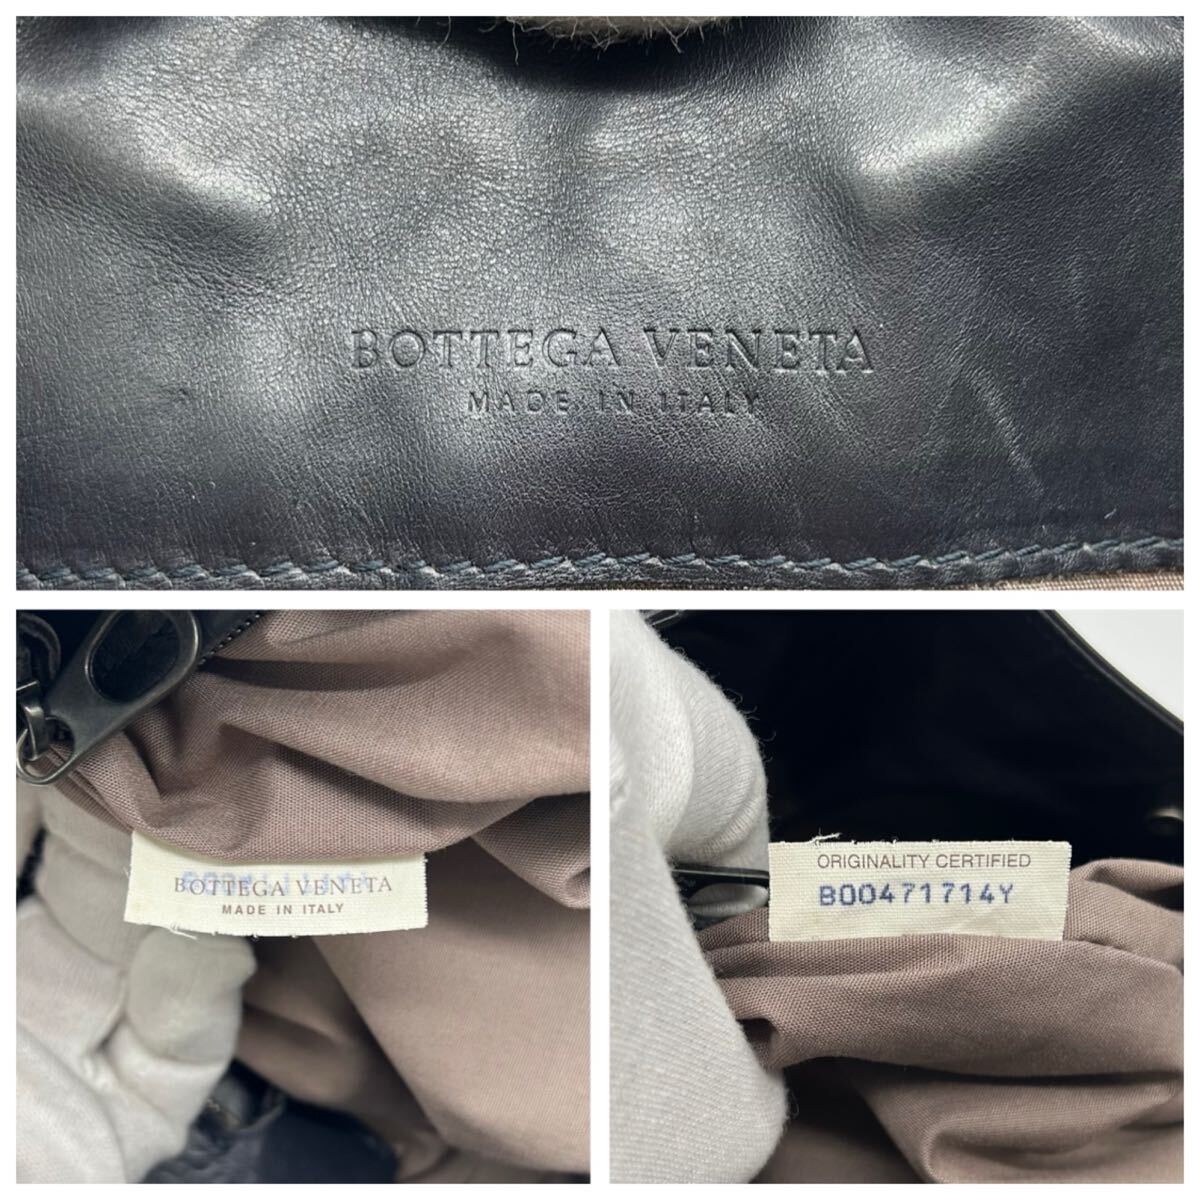 BOTTEGA VENETA
MADE IN ITALY
BOTTEGA VENETA
MADE IN ITALY
ORIGINALITY CERTIFIED
B00471714Y